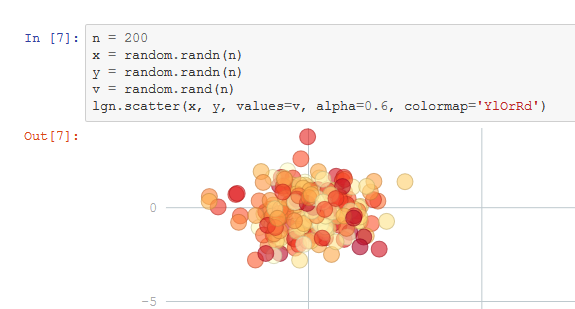 In [7]: n = 200
x = random.randn(n)
y = random.randn(n)
v = random.rand(n)
lgn.scatter(x, y, values=v, alpha=0.6, colormap='YlOrRd')
Out[7]:
0
-5